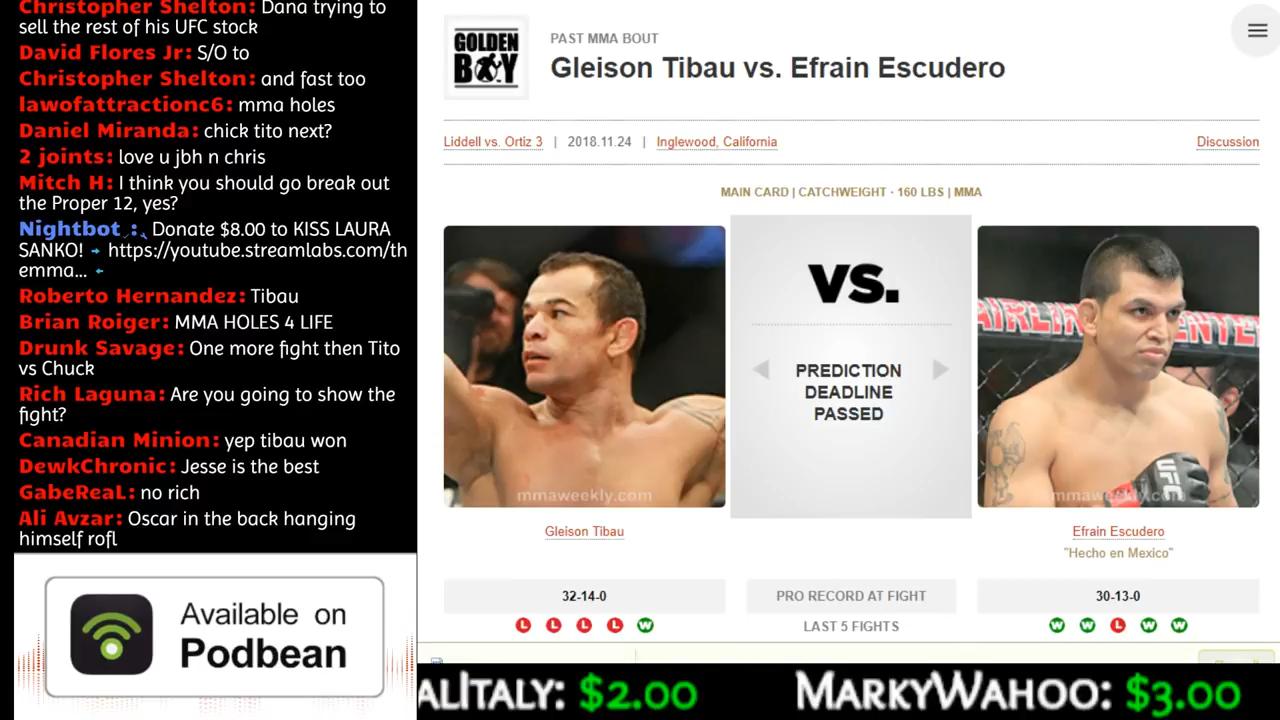 Christopher Shelton: Dana trying to
sell the rest of his UFC stock
David Flores Jr: S/O to
Christopher Shelton: and fast too
lawofattractionc6: mma holes
Daniel Miranda: chick tito next?
2 joints: love u jbh n chris
Mitch H: I think you should go break out
the Proper 12, yes?
Nightbot : Donate $8.00 to KISS LAURA
SANKO! → https://youtube.streamlabs.com/th
emma... ←
Roberto Hernandez: Tibau
Brian Roiger: MMA HOLES 4 LIFE
Drunk Savage: One more fight then Tito
vs Chuck
Rich Laguna: Are you going to show the
fight?
Canadian Minion: yep tibau won
DewkChronic: Jesse is the best
GabeReaL: no rich
Ali Avzar: Oscar in the back hanging
himself rofl
Available on
Podbean
GOLDEN
BOY
PAST MMA BOUT
Gleison Tibau vs. Efrain Escudero
Liddell vs. Ortiz 3 | 2018.11.24 | Inglewood, California
Discussion
MAIN CARD | CATCHWEIGHT · 160 LBS | MMA
VS.
PREDICTION
DEADLINE
PASSED
AIRLIN
ENTE
UFC
mmaweekly.com
mmaweekly.com
Gleison Tibau
Efrain Escudero
"Hecho en Mexico"
32-14-0
PRO RECORD AT FIGHT
30-13-0
L L L L W
LAST 5 FIGHTS
W W L W W
alItaly: $2.00
MarkyWahoo: $3.00